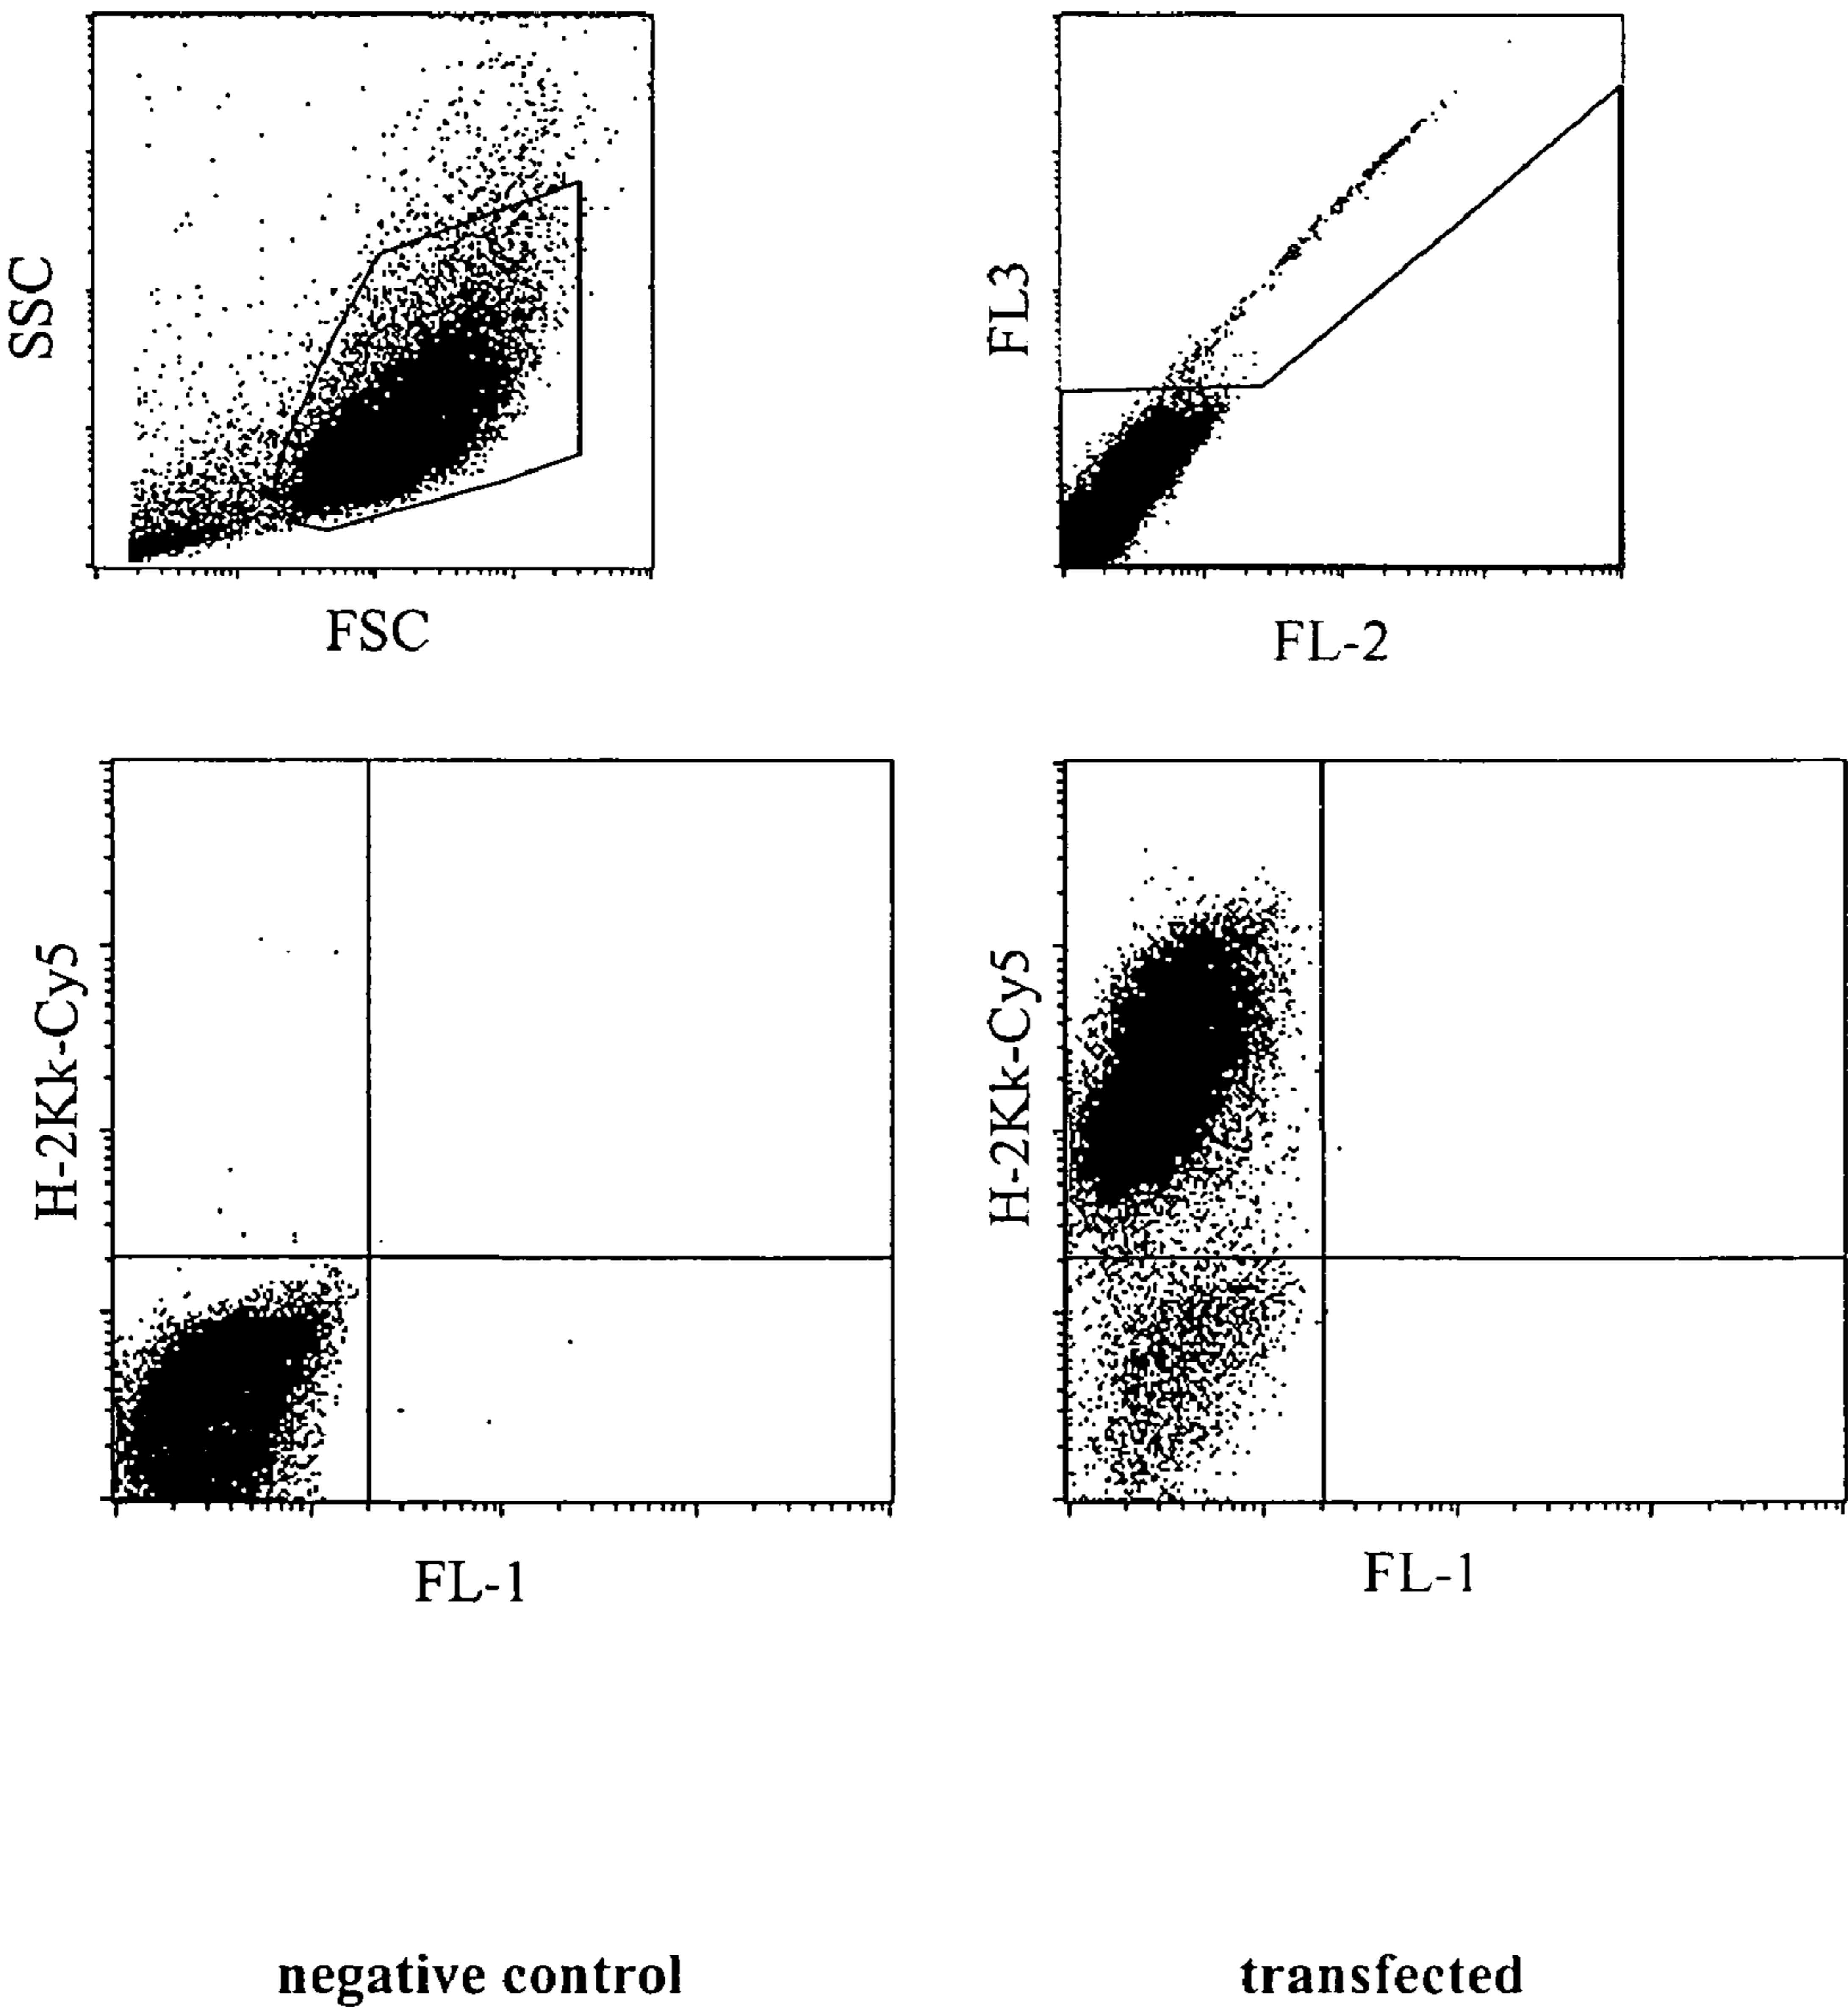 SSC
FSC
FL3
FL-2
H-2Kk-Cy5
FL-1
H-2Kk-Cy5
FL-1
negative control
transfected